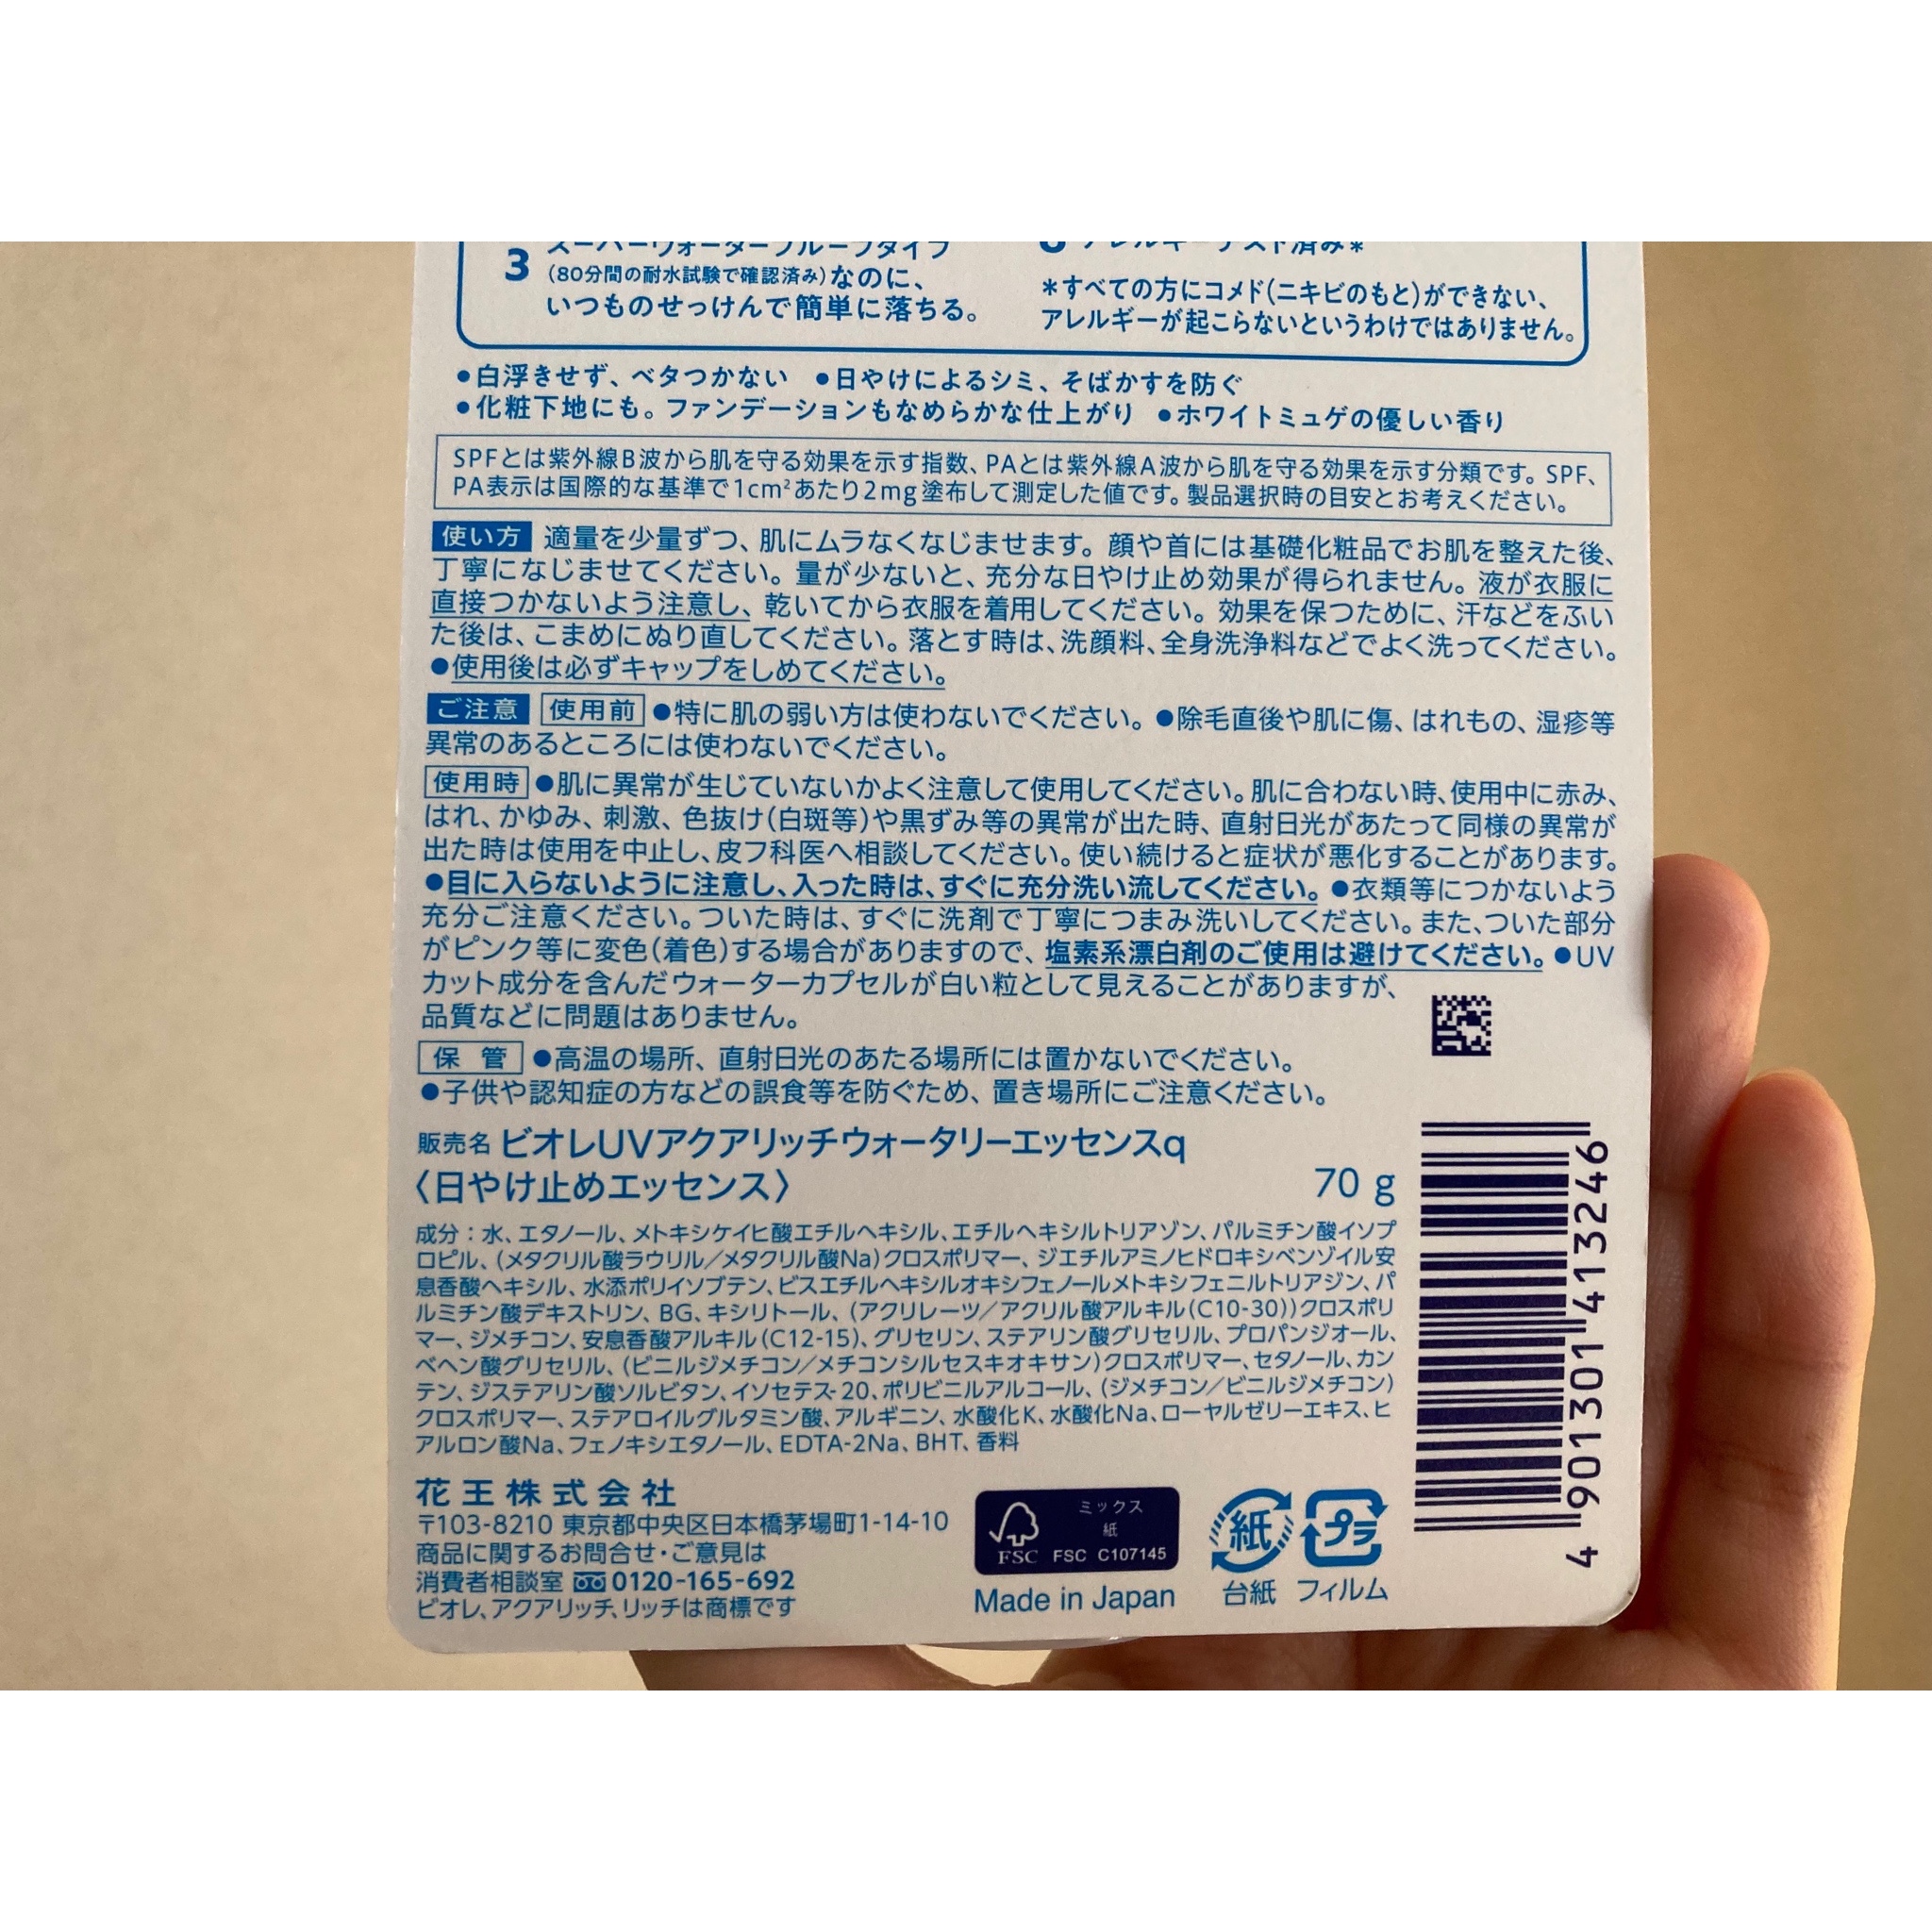 3 スーパーウォータープルーフタイプ
(80分間の耐水試験で確認済み)なのに、
いつものせっけんで簡単に落ちる。
アレルギーテスト済み*
*すべての方にコメド(ニキビのもと)ができない、
アレルギーが起こらないというわけではありません。
●白浮きせず、ベタつかない ●日やけによるシミ、そばかすを防ぐ
●化粧下地にも。ファンデーションもなめらかな仕上がり ●ホワイトミュゲの優しい香り
SPFとは紫外線B波から肌を守る効果を示す指数、PAとは紫外線A波から肌を守る効果を示す分類です。SPF、
PA表示は国際的な基準で1cm²あたり2mg塗布して測定した値です。製品選択時の目安とお考えください。
使い方 適量を少量ずつ、肌にムラなくなじませます。顔や首には基礎化粧品でお肌を整えた後、
丁寧になじませてください。量が少ないと、充分な日やけ止め効果が得られません。液が衣服に
直接つかないよう注意し、乾いてから衣服を着用してください。効果を保つために、汗などをふい
た後は、こまめにぬり直してください。落とす時は、洗顔料、全身洗浄料などでよく洗ってください。
●使用後は必ずキャップをしめてください。
ご注意 使用前 ●特に肌の弱い方は使わないでください。●除毛直後や肌に傷、はれもの、湿疹等
異常のあるところには使わないでください。
使用時 ●肌に異常が生じていないかよく注意して使用してください。肌に合わない時、使用中に赤み、
はれ、かゆみ、刺激、色抜け(白斑等)や黒ずみ等の異常が出た時、直射日光があたって同様の異常が
出た時は使用を中止し、皮フ科医へ相談してください。使い続けると症状が悪化することがあります。
●目に入らないように注意し、入った時は、すぐに充分洗い流してください。●衣類等につかないよう
充分ご注意ください。ついた時は、すぐに洗剤で丁寧につまみ洗いしてください。また、ついた部分
がピンク等に変色(着色)する場合がありますので、塩素系漂白剤のご使用は避けてください。●UV
カット成分を含んだウォーターカプセルが白い粒として見えることがありますが、
品質などに問題はありません。
保 管 ●高温の場所、直射日光のあたる場所には置かないでください。
●子供や認知症の方などの誤食等を防ぐため、置き場所にご注意ください。
販売名 ビオレUVアクアリッチウォータリーエッセンスq
〈日やけ止めエッセンス〉 70 g
成分：水、エタノール、メトキシケイヒ酸エチルヘキシル、エチルヘキシルトリアゾン、パルミチン酸イソプ
ロピル、(メタクリル酸ラウリル/メタクリル酸Na)クロスポリマー、ジエチルアミノヒドロキシベンゾイル安
息香酸ヘキシル、水添ポリイソブテン、ビスエチルヘキシルオキシフェノールメトキシフェニルトリアジン、パ
ルミチン酸デキストリン、BG、キシリトール、(アクリレーツ/アクリル酸アルキル(C10-30))クロスポリ
マー、ジメチコン、安息香酸アルキル(C12-15)、グリセリン、ステアリン酸グリセリル、プロパンジオール、
ベヘン酸グリセリル、(ビニルジメチコン/メチコンシルセスキオキサン)クロスポリマー、セタノール、カン
テン、ジステアリン酸ソルビタン、イソセテス-20、ポリビニルアルコール、(ジメチコン/ビニルジメチコン)
クロスポリマー、ステアロイルグルタミン酸、アルギニン、水酸化K、水酸化Na、ローヤルゼリーエキス、ヒ
アルロン酸Na、フェノキシエタノール、EDTA-2Na、BHT、香料
花王株式会社
〒103-8210 東京都中央区日本橋茅場町1-14-10
商品に関するお問合せ・ご意見は
消費者相談室 0120-165-692
ビオレ、アクアリッチ、リッチは商標です
ミックス
紙
FSC FSC C107145
Made in Japan
紙 プラ
台紙 フィルム
4 901301 413246